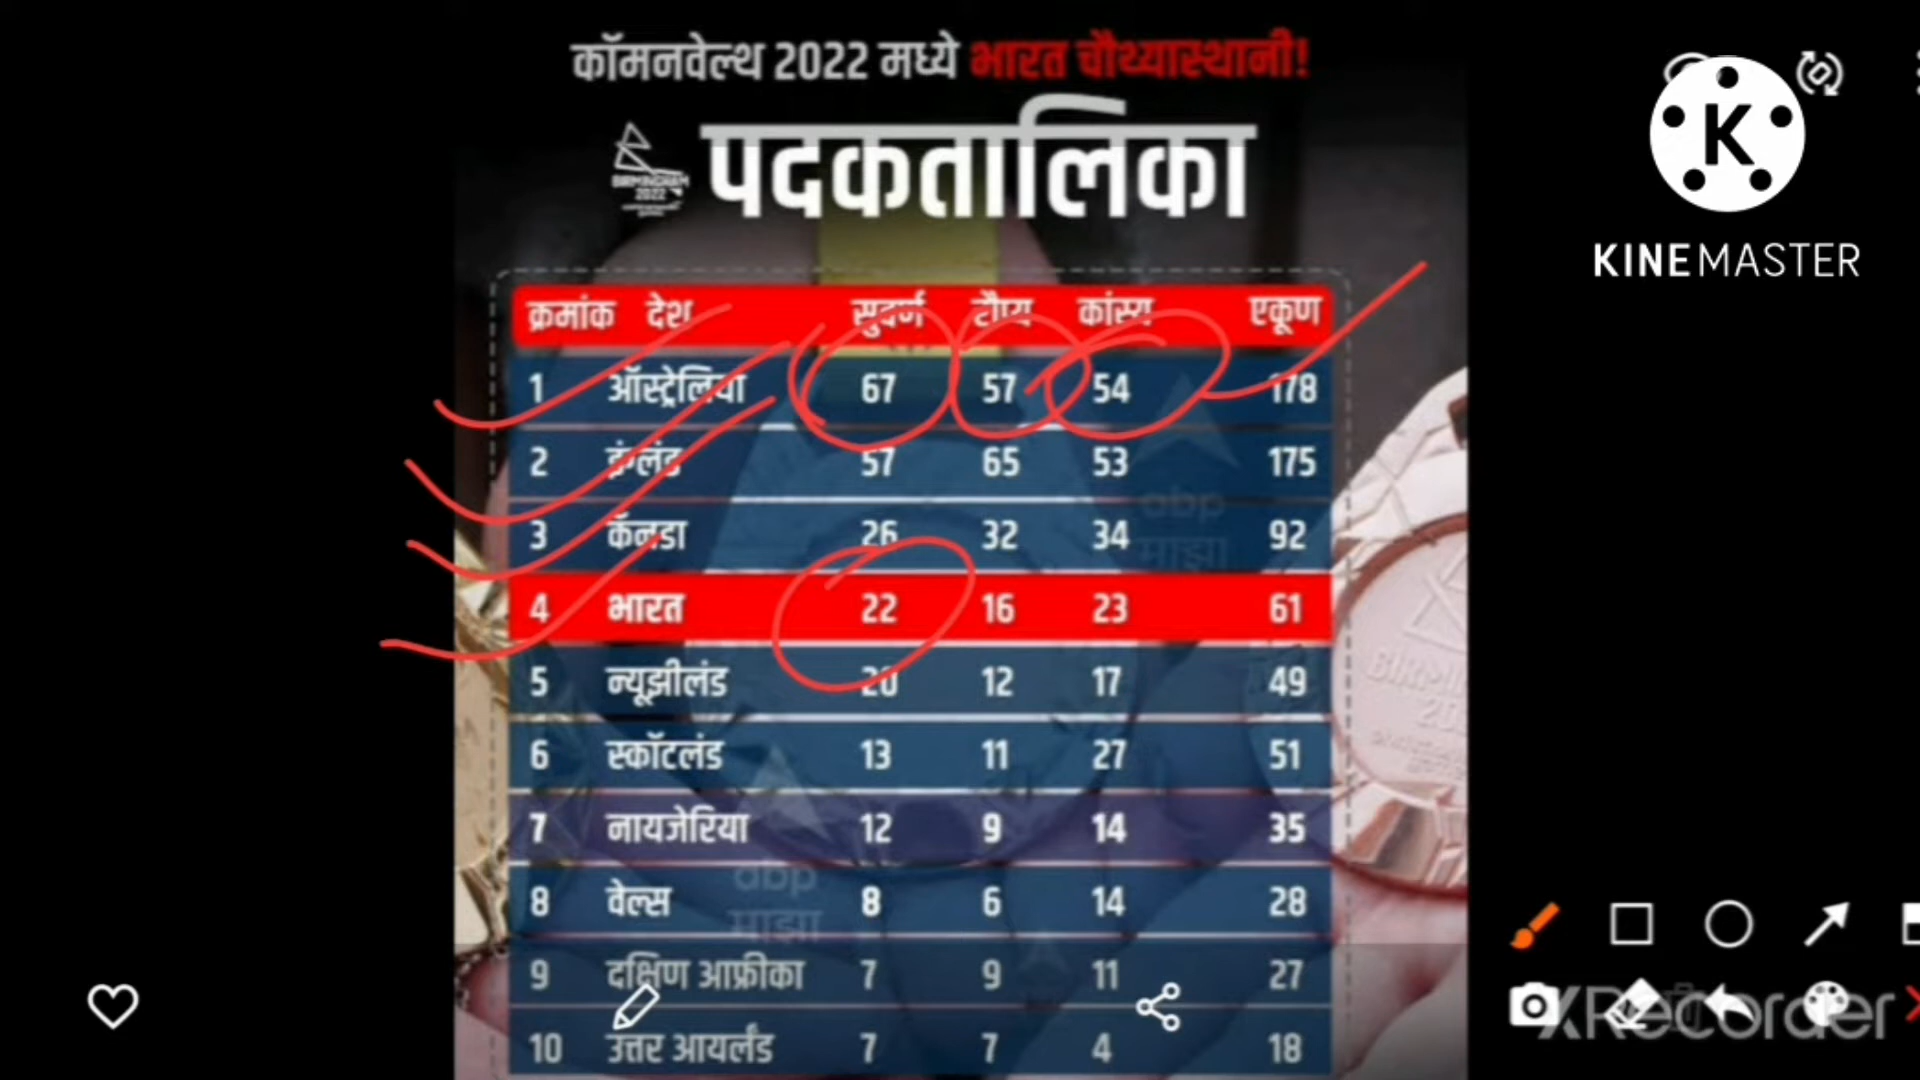 कॉमनवेल्थ 2022 मध्ये भारत चौथ्यास्थानी!
BIRMINGHAM 2022
पदकतालिका
K
KINEMASTER
क्रमांक देश सुवर्ण रौप्य कांस्य एकूण
1 ऑस्ट्रेलिया 67 57 54 178
2 इंग्लंड 57 65 53 175
3 कॅनडा 26 32 34 92
4 भारत 22 16 23 61
5 न्यूझीलंड 20 12 17 49
6 स्कॉटलंड 13 11 27 51
7 नायजेरिया 12 9 14 35
8 वेल्स 8 6 14 28
9 दक्षिण आफ्रीका 7 9 11 27
10 उत्तर आयर्लंड 7 7 4 18
abp
माझा
abp
माझा
XRecorder